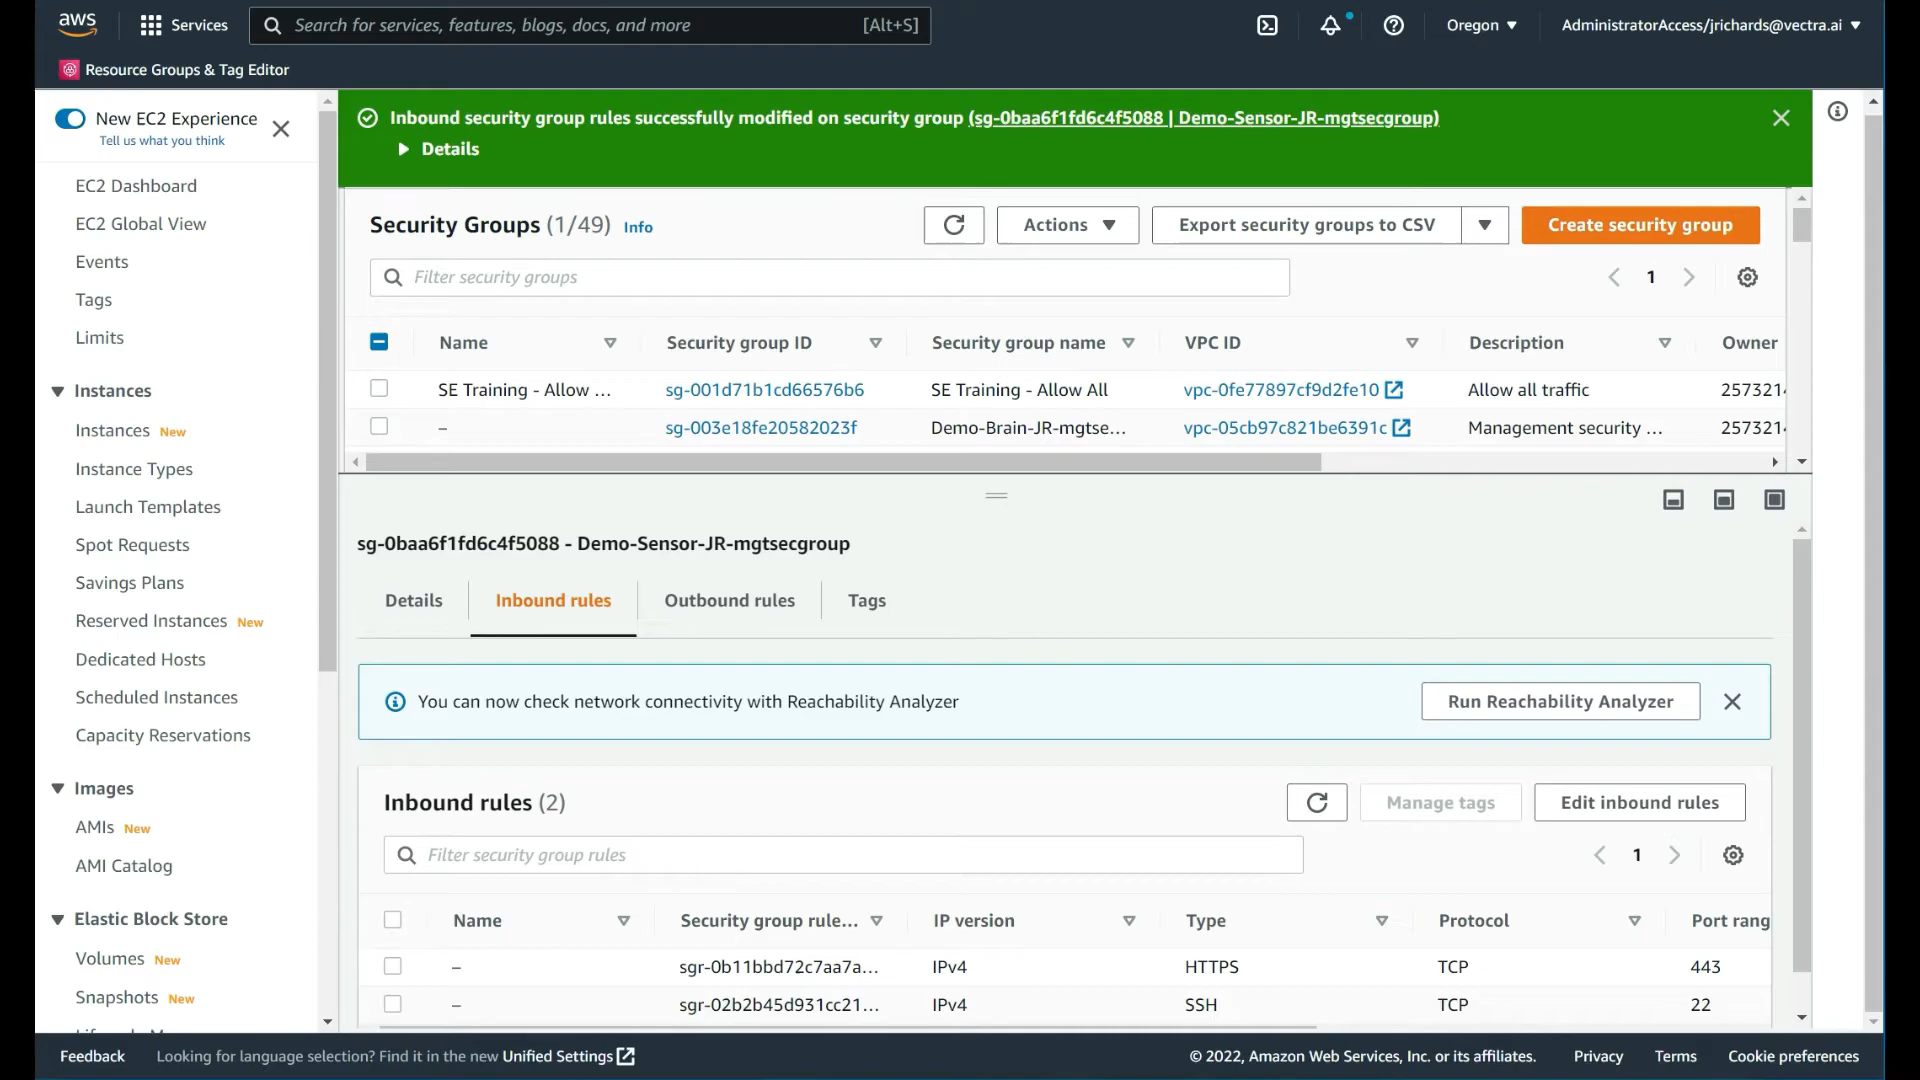 aws
Services
Search for services, features, blogs, docs, and more
[Alt+S]
Oregon
AdministratorAccess/jrichards@vectra.ai
Resource Groups & Tag Editor
New EC2 Experience
Tell us what you think
EC2 Dashboard
EC2 Global View
Events
Tags
Limits
Instances
Instances New
Instance Types
Launch Templates
Spot Requests
Savings Plans
Reserved Instances New
Dedicated Hosts
Scheduled Instances
Capacity Reservations
Images
AMIs New
AMI Catalog
Elastic Block Store
Volumes New
Snapshots New
Inbound security group rules successfully modified on security group (sg-0baa6f1fd6c4f5088 | Demo-Sensor-JR-mgtsecgroup)
Details
Security Groups (1/49) Info
Actions
Export security groups to CSV
Create security group
Filter security groups
1
Name Security group ID Security group name VPC ID Description Owner
SE Training - Allow ... sg-001d71b1cd66576b6 SE Training - Allow All vpc-0fe77897cf9d2fe10 Allow all traffic 2573214
– sg-003e18fe20582023f Demo-Brain-JR-mgtse... vpc-05cb97c821be6391c Management security ... 2573214
sg-0baa6f1fd6c4f5088 - Demo-Sensor-JR-mgtsecgroup
Details Inbound rules Outbound rules Tags
You can now check network connectivity with Reachability Analyzer
Run Reachability Analyzer
Inbound rules (2)
Manage tags
Edit inbound rules
Filter security group rules
1
Name Security group rule... IP version Type Protocol Port rang
– sgr-0b11bbd72c7aa7a... IPv4 HTTPS TCP 443
– sgr-02b2b45d931cc21... IPv4 SSH TCP 22
Feedback Looking for language selection? Find it in the new Unified Settings
© 2022, Amazon Web Services, Inc. or its affiliates. Privacy Terms Cookie preferences